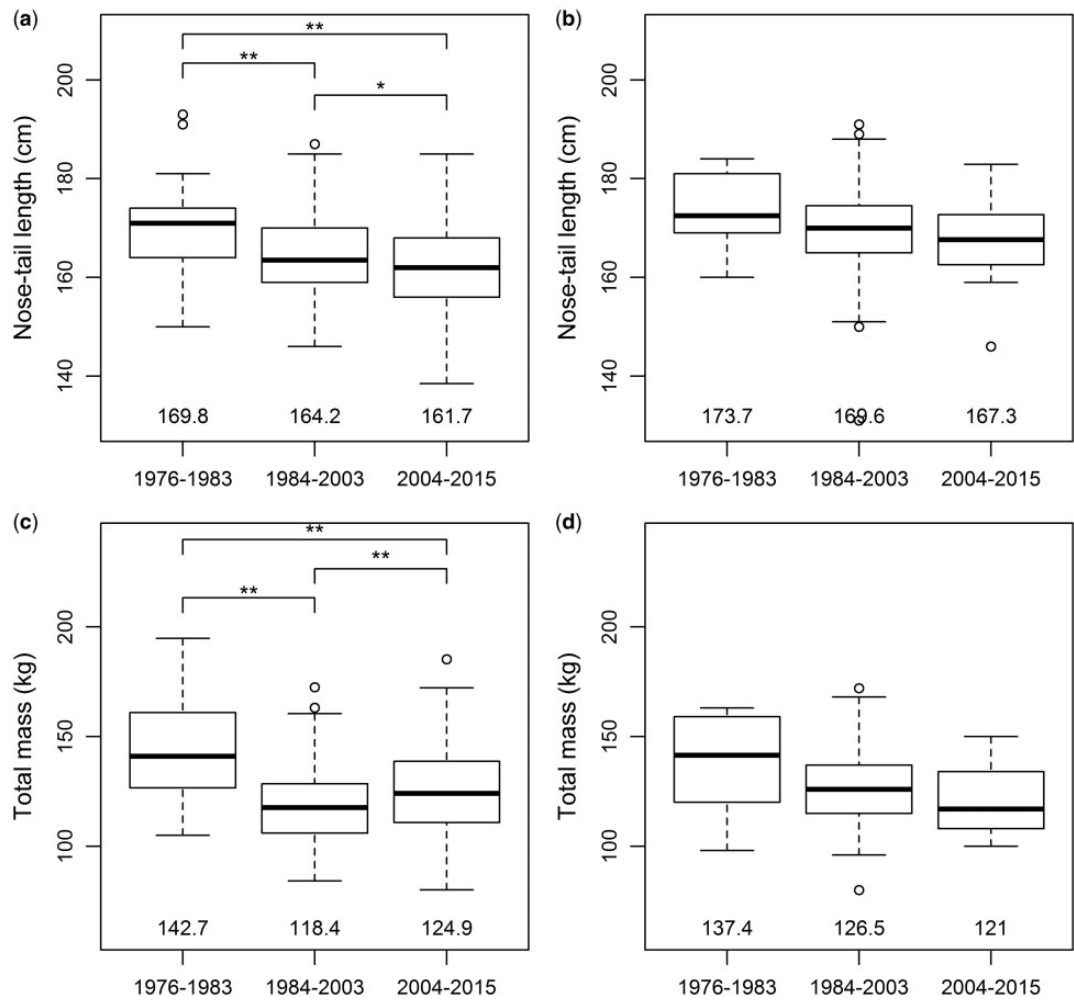 (a)
Nose-tail length (cm)
200
180
160
140
**
**
*
169.8 164.2 161.7
1976-1983 1984-2003 2004-2015
(b)
Nose-tail length (cm)
200
180
160
140
173.7 169.6 167.3
1976-1983 1984-2003 2004-2015
(c)
Total mass (kg)
200
150
100
**
**
**
142.7 118.4 124.9
1976-1983 1984-2003 2004-2015
(d)
Total mass (kg)
200
150
100
137.4 126.5 121
1976-1983 1984-2003 2004-2015